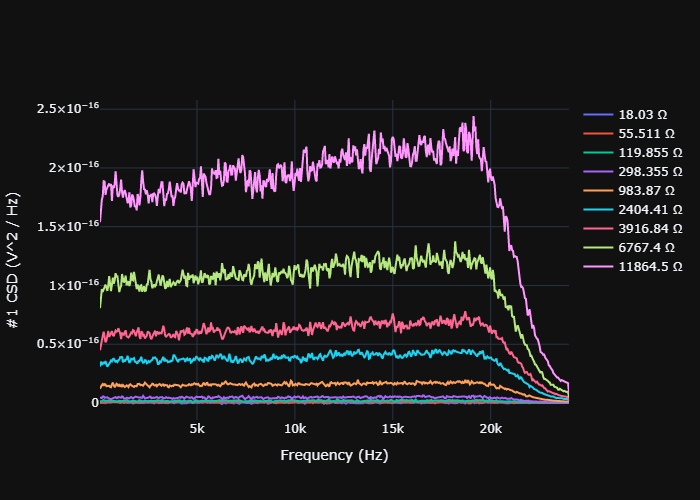 2.5×10⁻¹⁶
2×10⁻¹⁶
1.5×10⁻¹⁶
1×10⁻¹⁶
0.5×10⁻¹⁶
0
#1 CSD (V^2 / Hz)
5k 10k 15k 20k
Frequency (Hz)
18.03 Ω
55.511 Ω
119.855 Ω
298.355 Ω
983.87 Ω
2404.41 Ω
3916.84 Ω
6767.4 Ω
11864.5 Ω